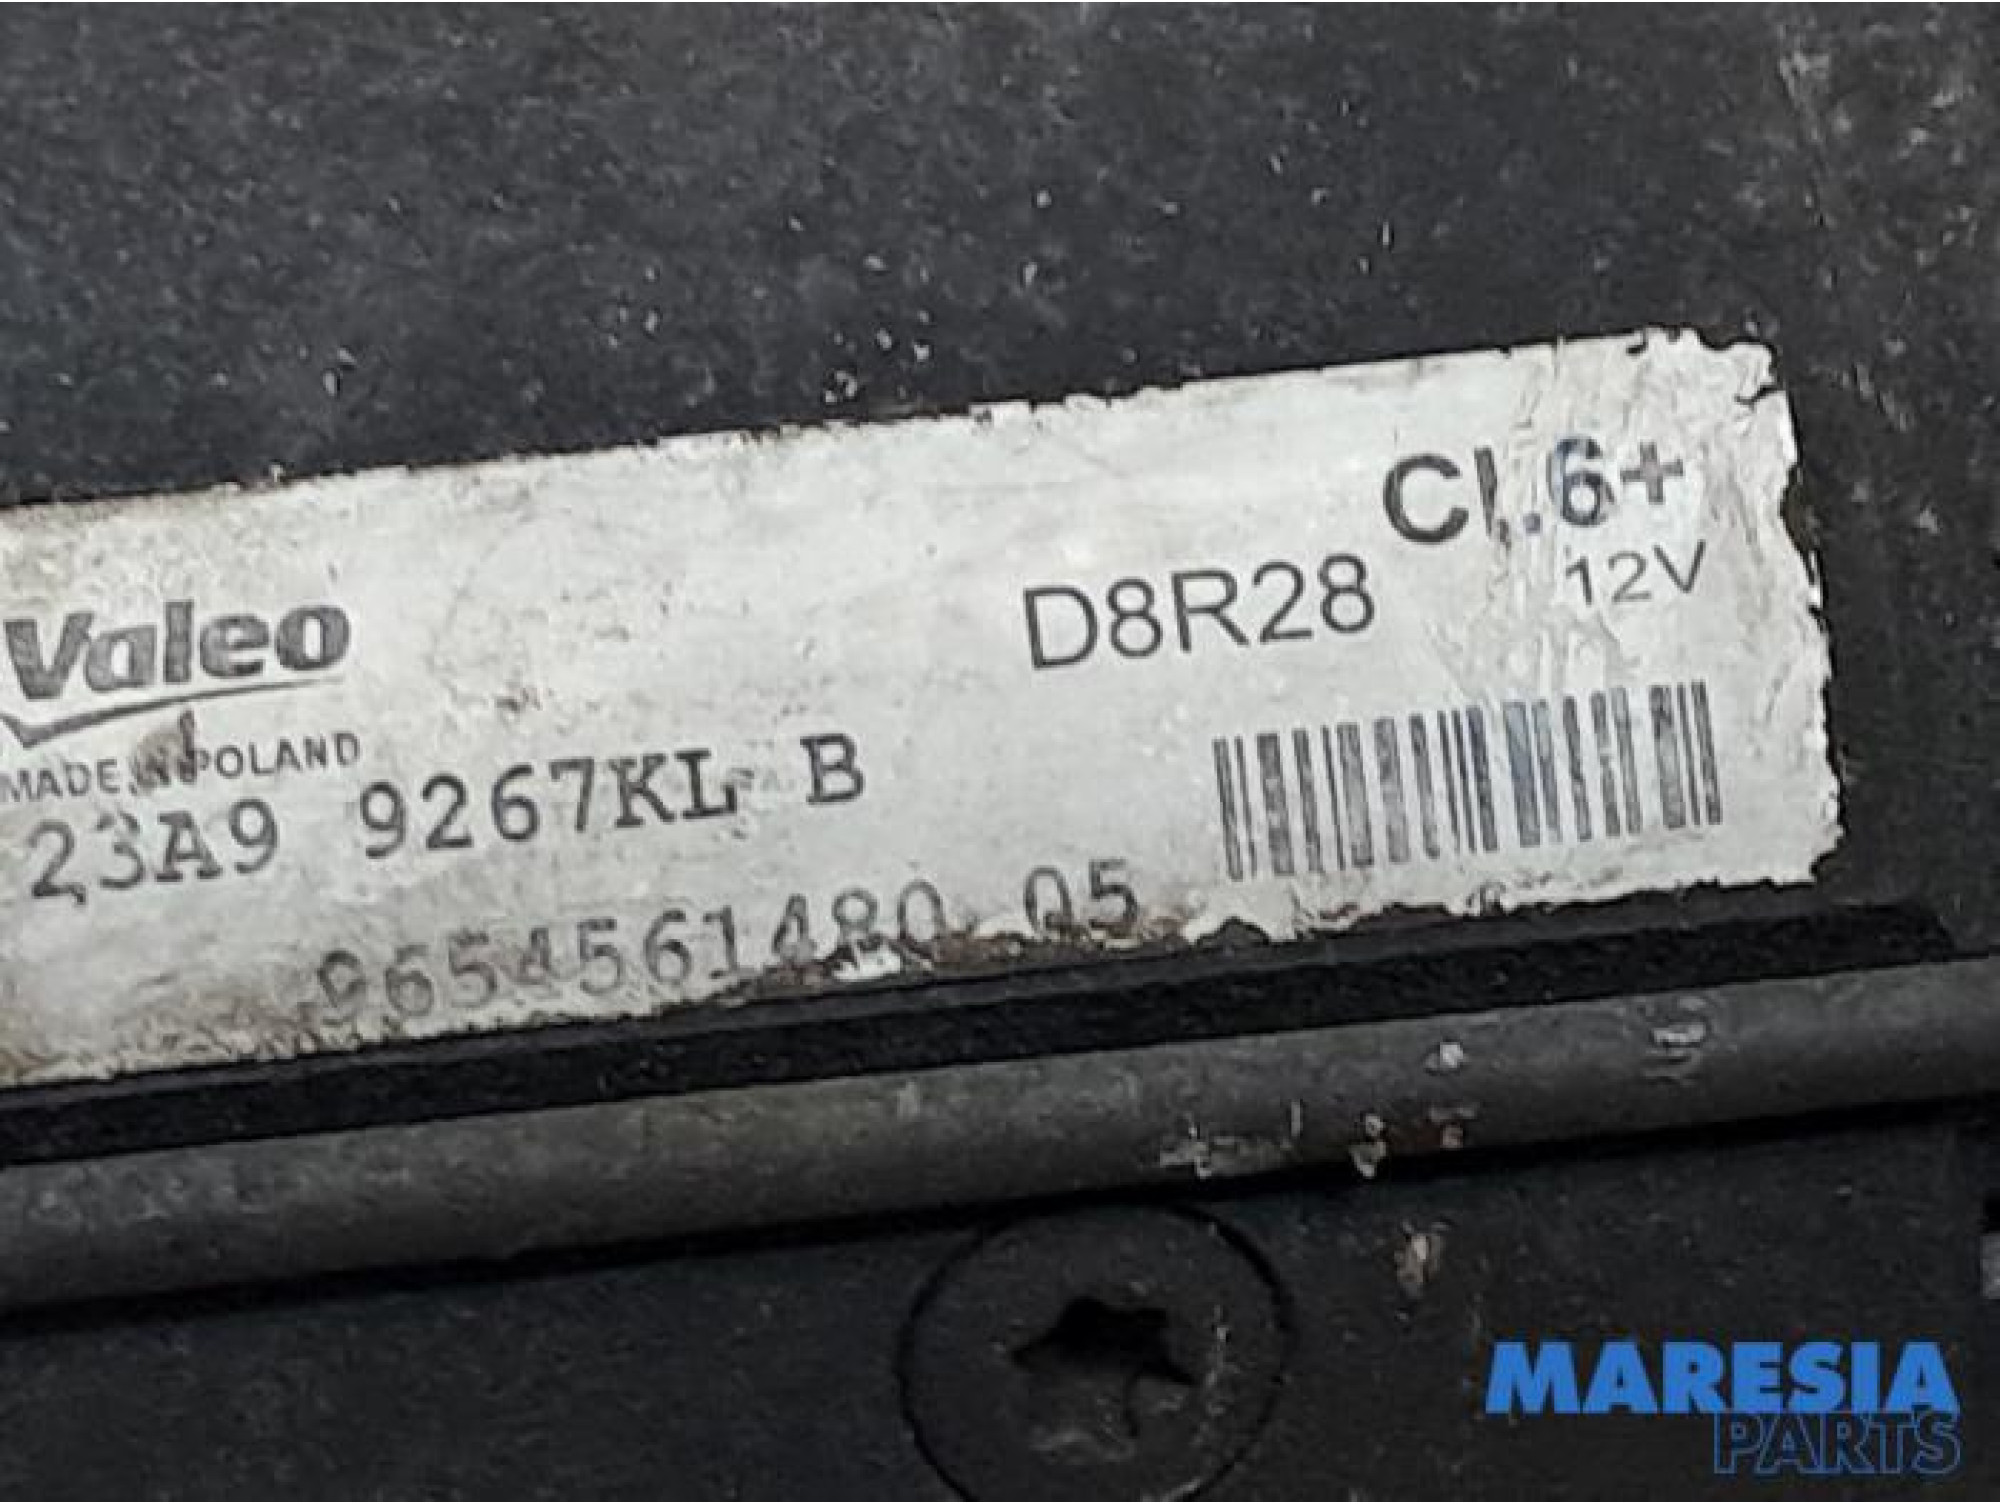 Valeo
MADE IN POLAND
Cl.6+
D8R28
12V
23A9 9267KL B
9654561480 05
MARESIA
PARTS